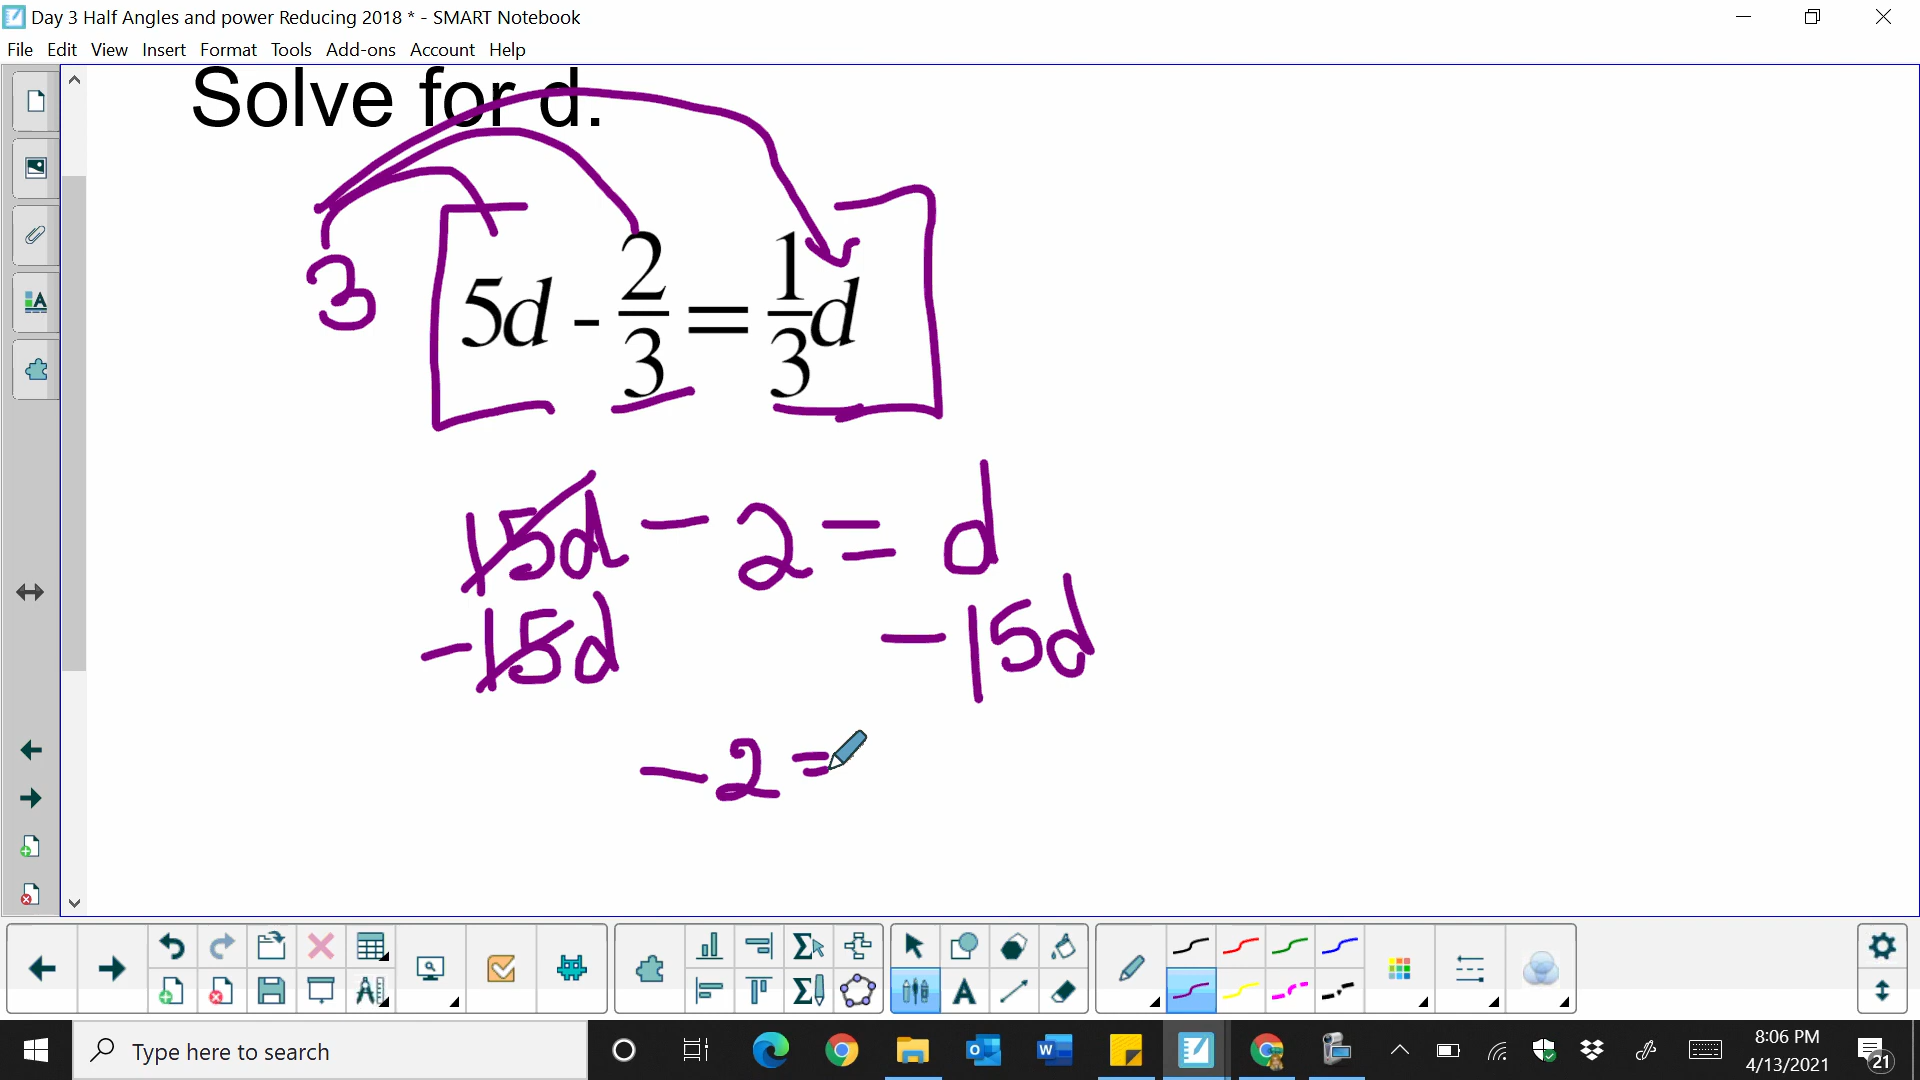 Day 3 Half Angles and power Reducing 2018 * - SMART Notebook
File Edit View Insert Format Tools Add-ons Account Help
Solve for d.
3 [5d - 2/3 = 1/3 d]
15d - 2 = d
-15d -15d
-2 =
Type here to search
8:06 PM
4/13/2021
21